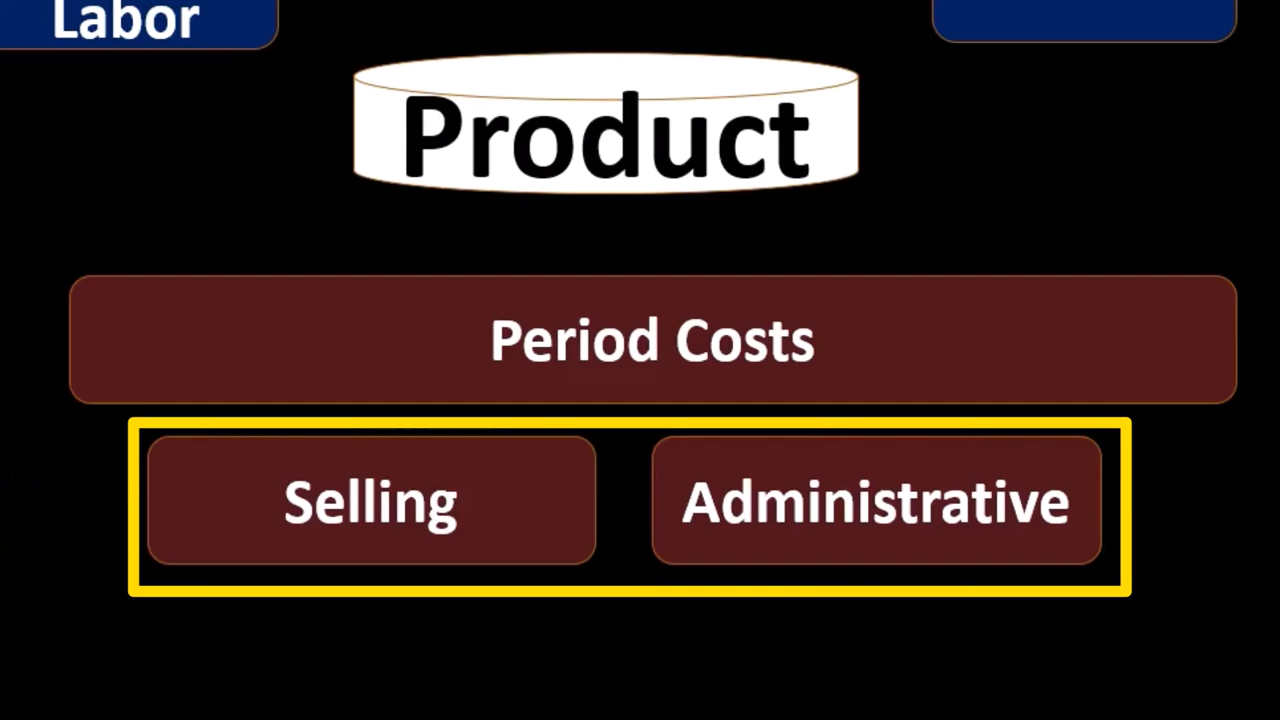 Labor
Product
Period Costs
Selling
Administrative